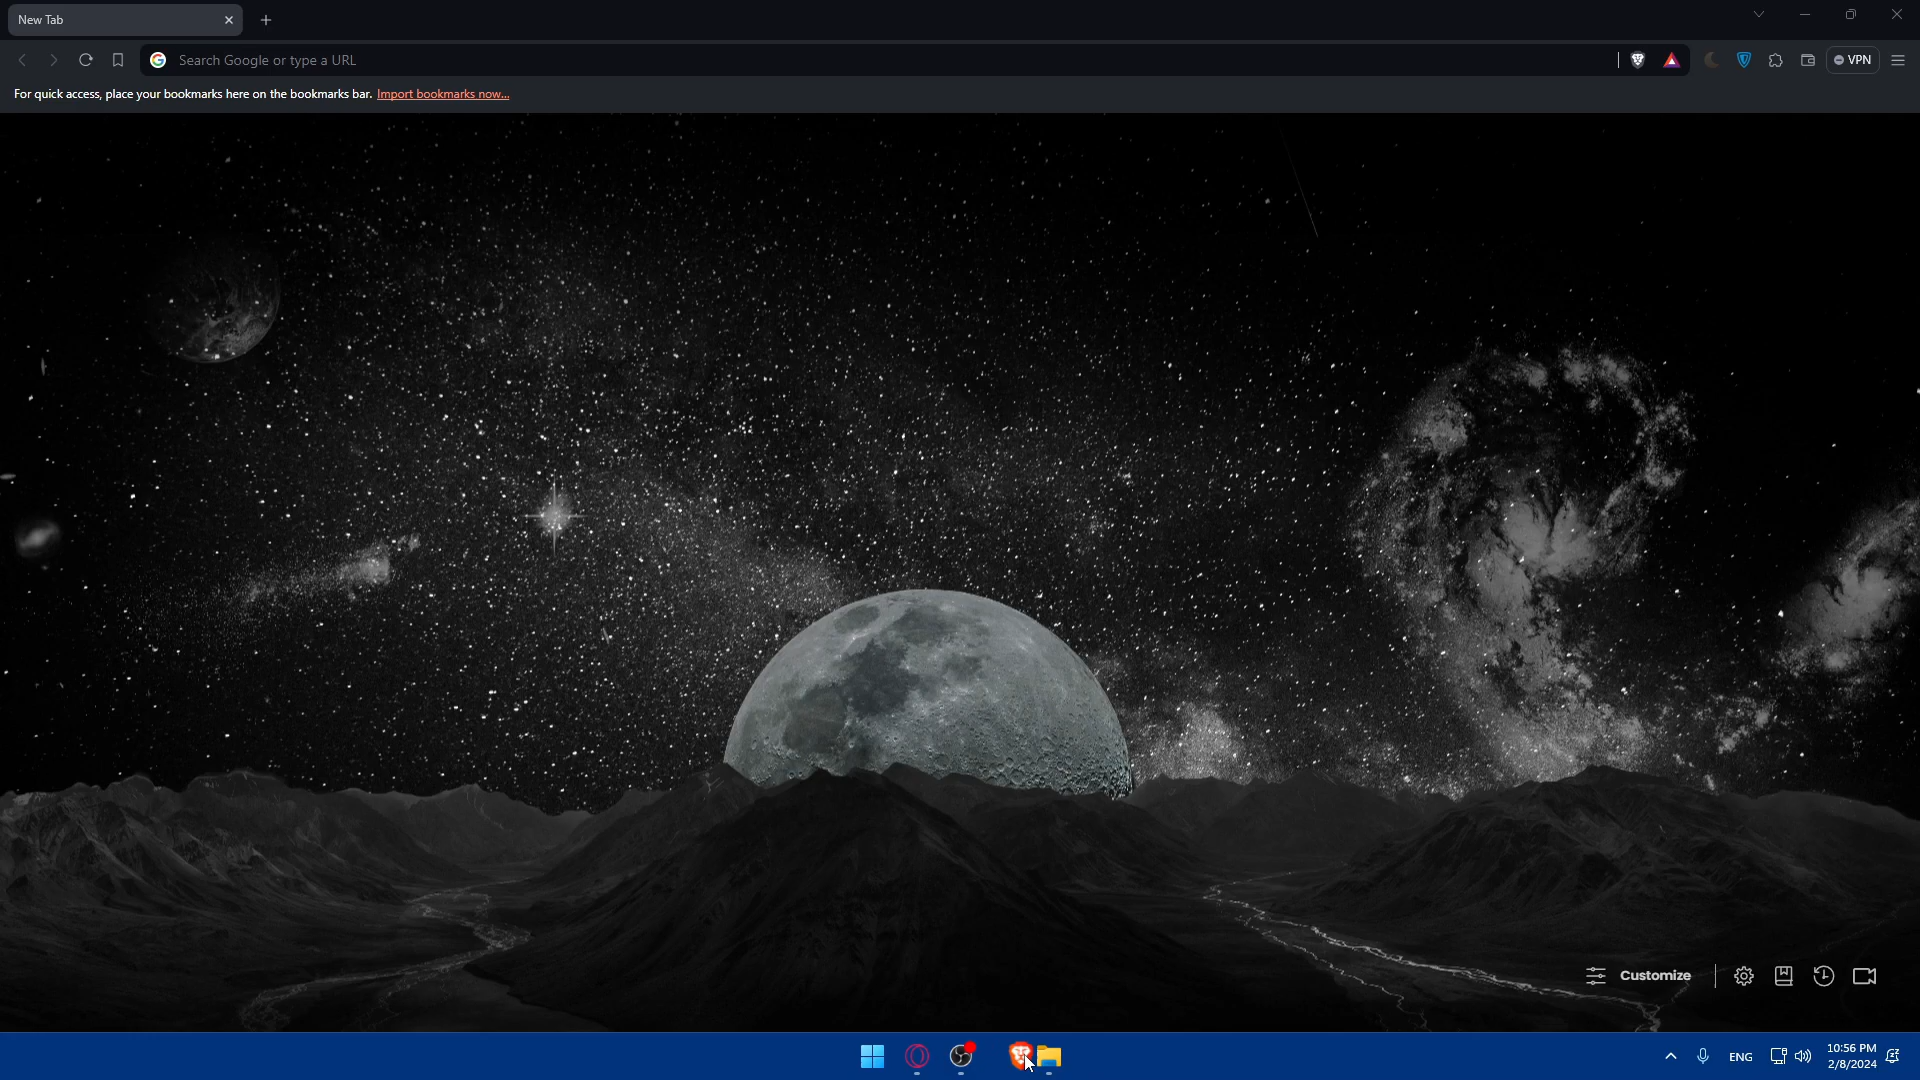 New Tab
Search Google or type a URL
VPN
For quick access, place your bookmarks here on the bookmarks bar. Import bookmarks now...
Customize
ENG
10:56 PM
2/8/2024